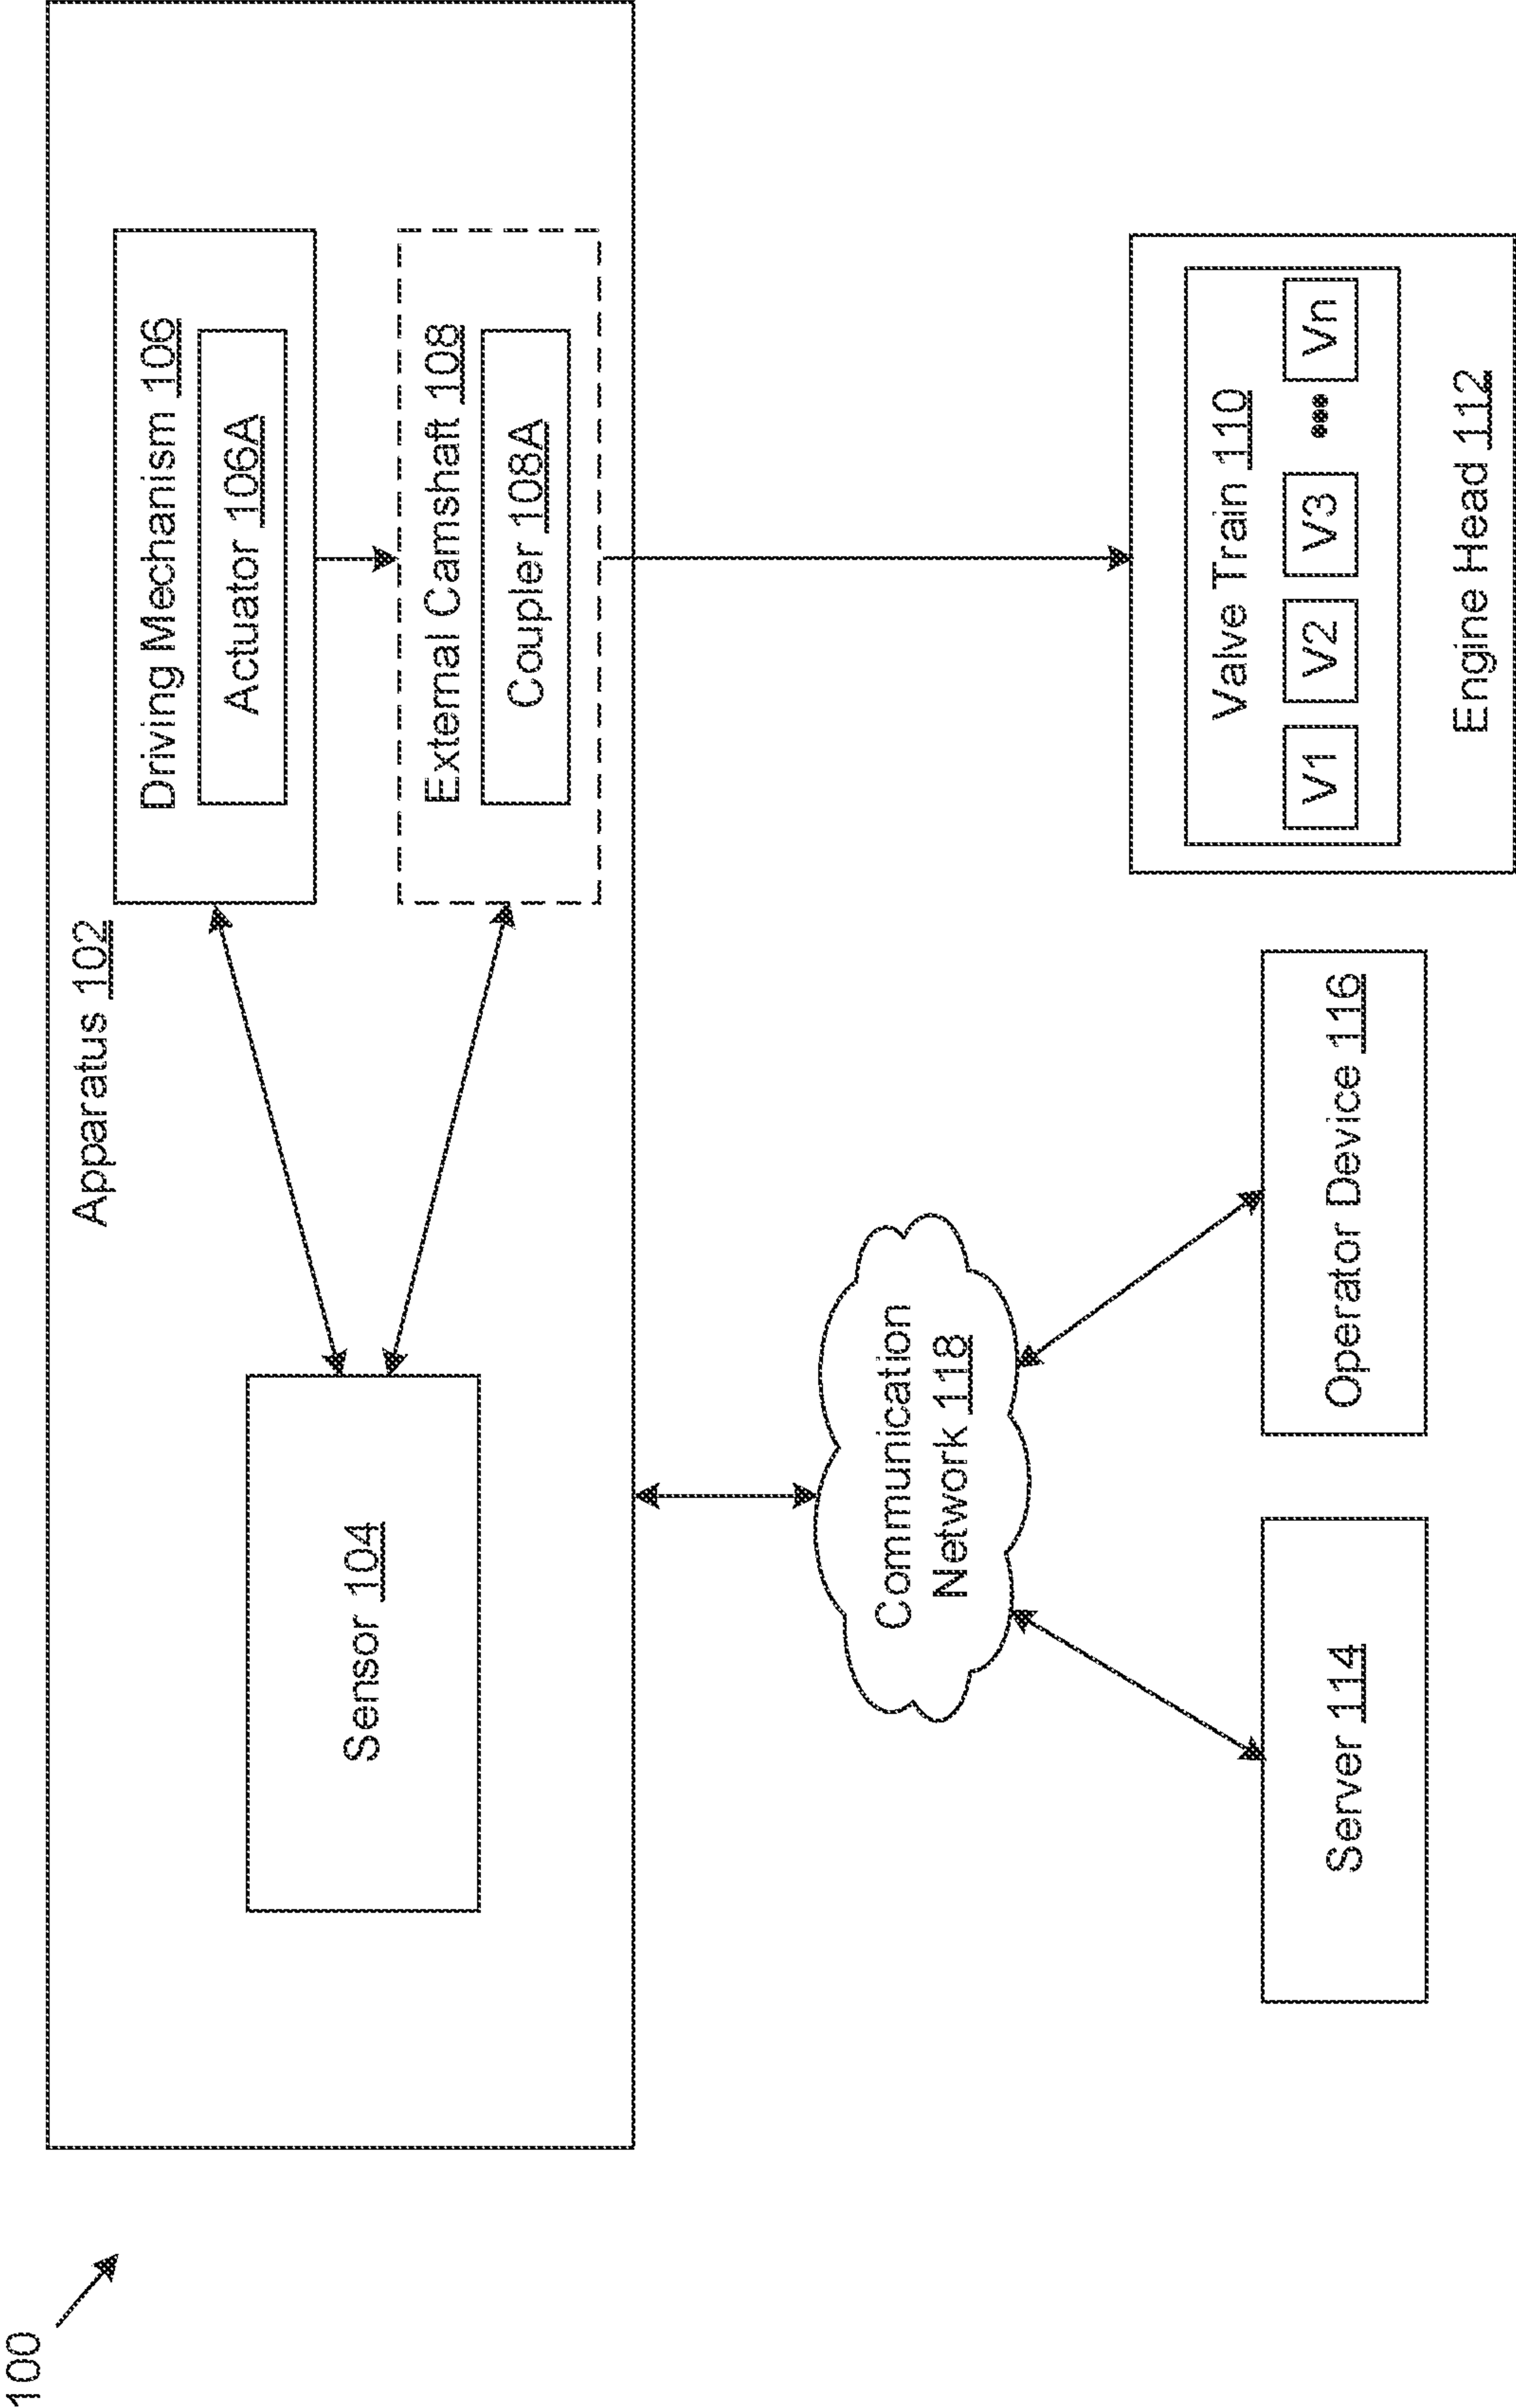 100
Apparatus 102
Sensor 104
Driving Mechanism 106
Actuator 106A
External Camshaft 108
Coupler 108A
Communication
Network 118
Server 114
Operator Device 116
Valve Train 110
V1 V2 V3 ••• Vn
Engine Head 112